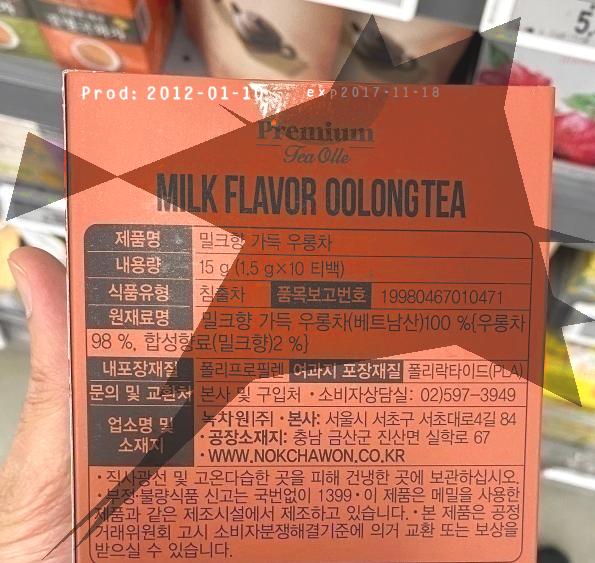 Prod: 2012-01-10 exp2017-11-18
Premium
Tea Olle
MILK FLAVOR OOLONG TEA
제품명 밀크향 가득 우롱차
내용량 15 g (1.5 g×10 티백)
식품유형 침출차 품목보고번호 19980467010471
원재료명 밀크향 가득 우롱차(베트남산)100 %{우롱차
98 %, 합성향료(밀크향)2 %}
내포장재질 폴리프로필렌 여과지 포장재질 폴리락타이드(PLA)
문의 및 교환처 본사 및 구입처 • 소비자상담실: 02)597-3949
업소명 및 소재지 녹차원(주) • 본사: 서울시 서초구 서초대로4길 84
• 공장소재지: 충남 금산군 진산면 실학로 67
• WWW.NOKCHAWON.CO.KR
• 직사광선 및 고온다습한 곳을 피해 건냉한 곳에 보관하십시오.
• 부정·불량식품 신고는 국번없이 1399 • 이 제품은 메밀을 사용한
제품과 같은 제조시설에서 제조하고 있습니다. • 본 제품은 공정
거래위원회 고시 소비자분쟁해결기준에 의거 교환 또는 보상을
받으실 수 있습니다.